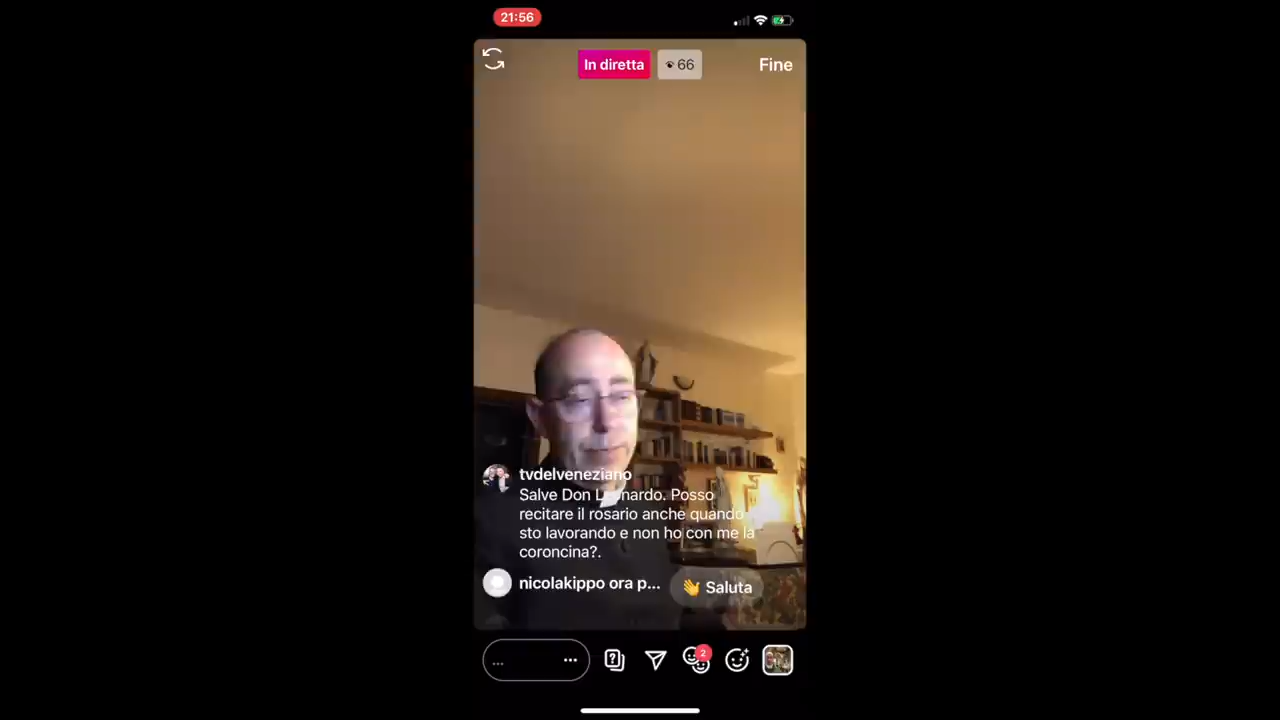 21:56
In diretta
66
Fine
tvdelveneziano
Salve Don Leonardo. Posso
recitare il rosario anche quando
sto lavorando e non ho con me la
coroncina?.
nicolakippo ora p...
👋 Saluta
...
2